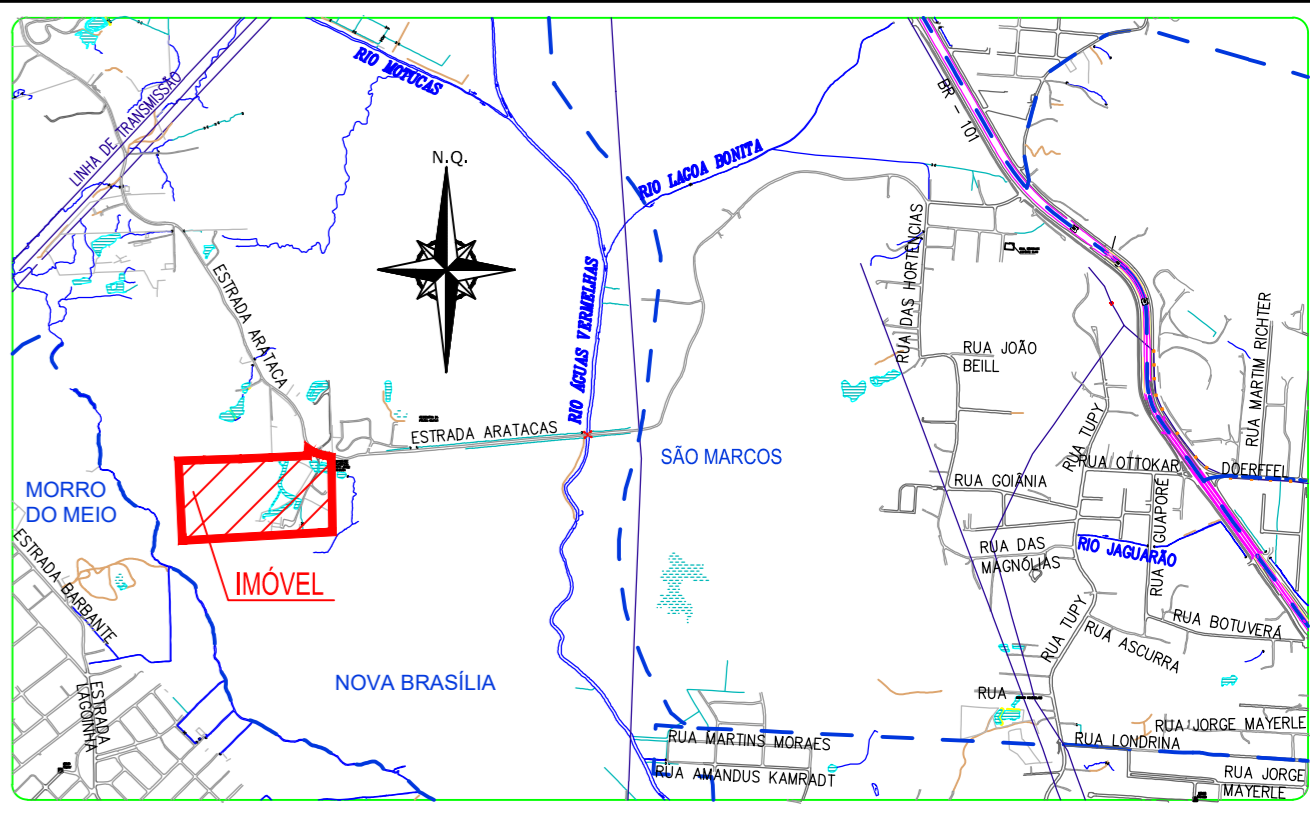 RIO MOTUCAS
LINHA DE TRANSMISSÃO
BR - 101
N.Q.
RIO LAGOA BONITA
RUA DAS HORTENCIAS
ESTRADA ARATACA
RIO ÁGUAS VERMELHAS
RUA JOÃO
BEILL
RUA MARTIM RICHTER
RUA TUPY
ESTRADA ARATACAS
SÃO MARCOS
RUA OTTOKAR
DOERFFEL
MORRO
DO MEIO
RUA GOIÂNIA
RUA GUAPORÉ
ESTRADA BARBANTE
RUA DAS
MAGNÓLIAS
RIO JAGUARÃO
IMÓVEL
RUA TUPY
RUA BOTUVERÁ
RUA ASCURRA
NOVA BRASÍLIA
ESTRADA
LAGOINHA
RUA
RUA JORGE MAYERLE
RUA MARTINS MORAES
RUA LONDRINA
RUA AMANDUS KAMRADT
RUA JORGE
MAYERLE